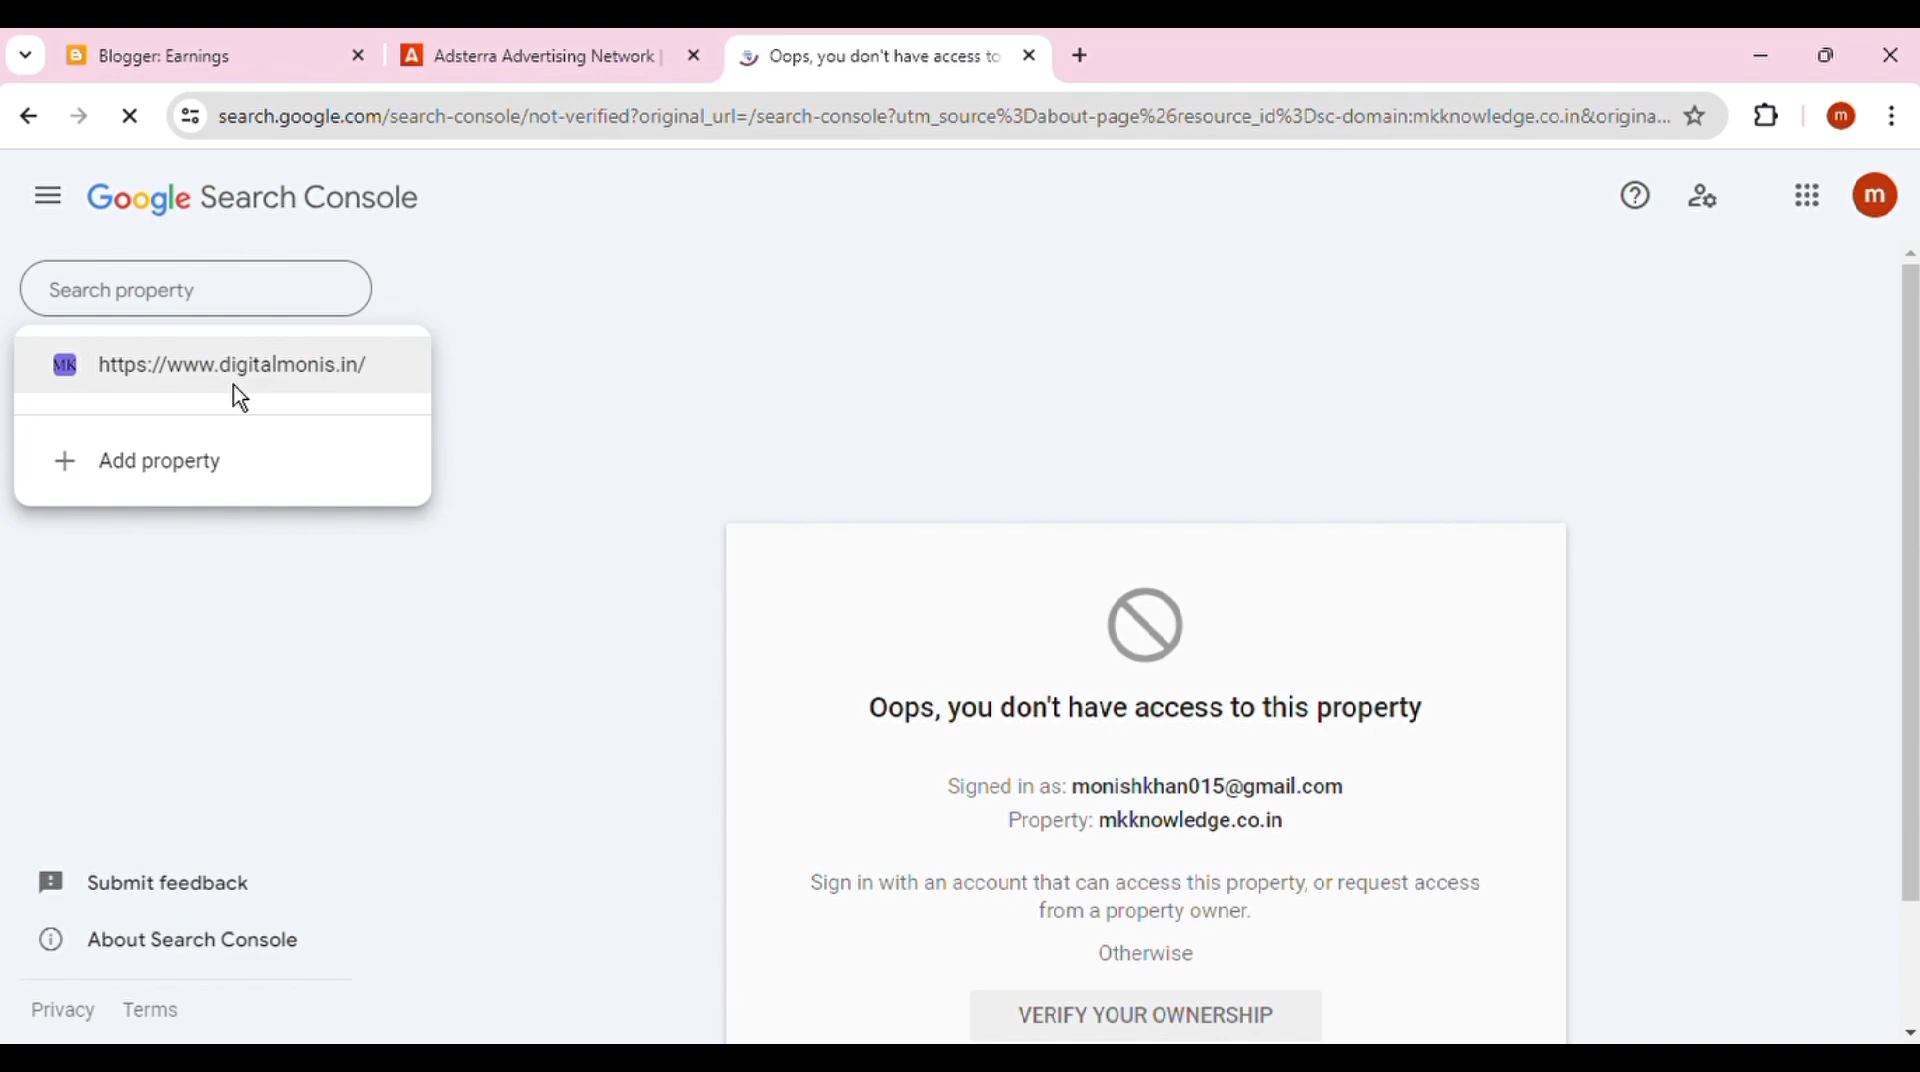 Blogger: Earnings
A Adsterra Advertising Network |
Oops, you don't have access to
search.google.com/search-console/not-verified?original_url=/search-console?utm_source%3Dabout-page%26resource_id%3Dsc-domain:mkknowledge.co.in&origina...
m
Google Search Console
m
Search property
MK https://www.digitalmonis.in/
+ Add property
Oops, you don't have access to this property
Signed in as: monishkhan015@gmail.com
Property: mkknowledge.co.in
Sign in with an account that can access this property, or request access
from a property owner.
Otherwise
VERIFY YOUR OWNERSHIP
Submit feedback
About Search Console
Privacy Terms